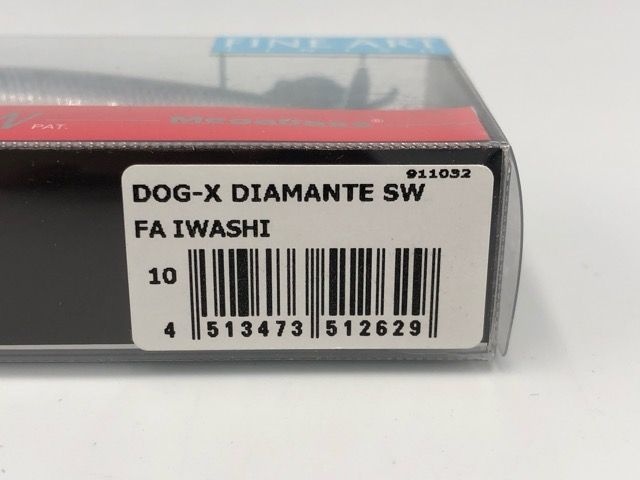 FINE ART
PAT.
Megabass®
911032
DOG-X DIAMANTE SW
FA IWASHI
10
4 513473 512629